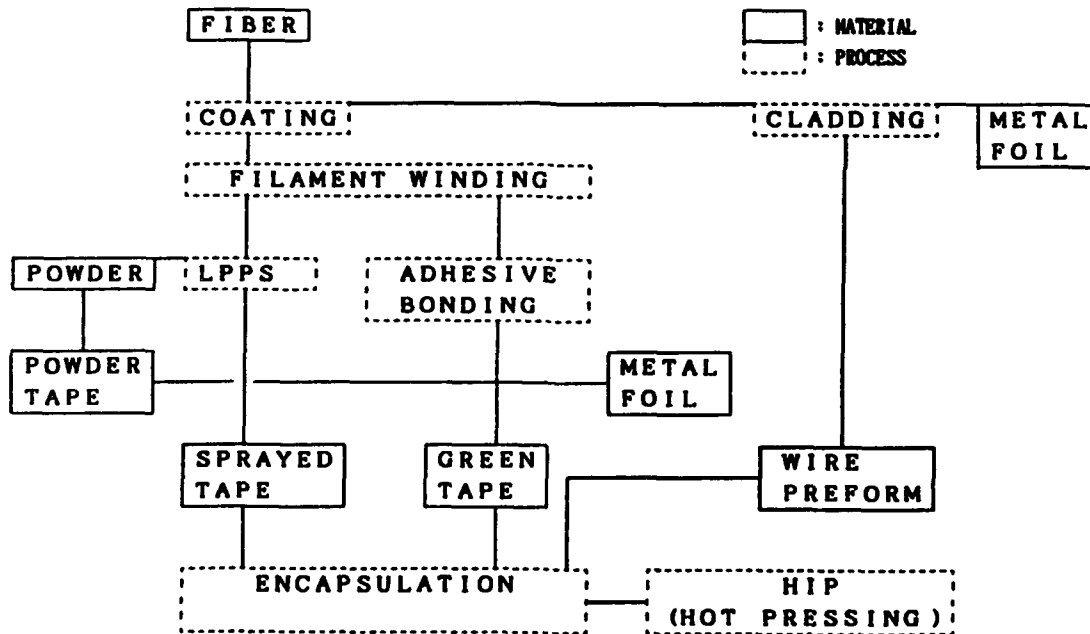 FIBER
: MATERIAL
: PROCESS
COATING
CLADDING
METAL
FOIL
FILAMENT WINDING
POWDER
LPPS
ADHESIVE
BONDING
POWDER
TAPE
METAL
FOIL
SPRAYED
TAPE
GREEN
TAPE
WIRE
PREFORM
ENCAPSULATION
HIP
(HOT PRESSING)